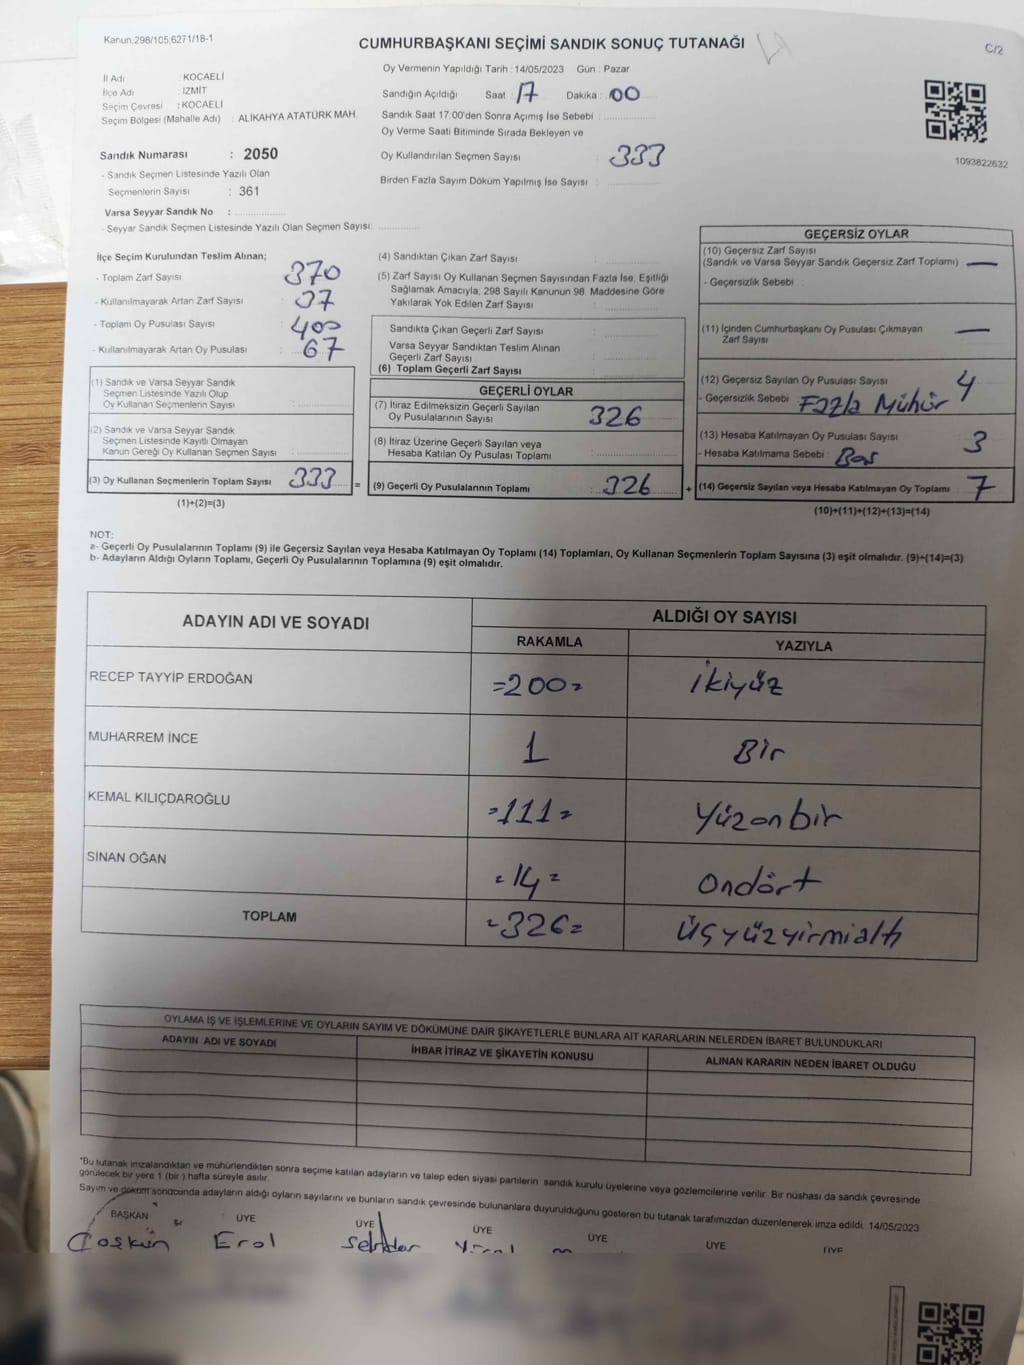 Kanun.298/105,6271/18-1
CUMHURBAŞKANI SEÇİMİ SANDIK SONUÇ TUTANAĞI
C/2
Oy Vermenin Yapıldığı Tarih : 14/05/2023 Gün : Pazar
İl Adı : KOCAELİ
İlçe Adı : İZMİT
Seçim Çevresi : KOCAELİ
Seçim Bölgesi (Mahalle Adı) : ALİKAHYA ATATÜRK MAH.
Sandığın Açıldığı Saat : 17 Dakika : 00
Sandık Saat 17:00'den Sonra Açımış İse Sebebi :
Oy Verme Saati Bitiminde Sırada Bekleyen ve
Oy Kullandırılan Seçmen Sayısı : 333
Birden Fazla Sayım Döküm Yapılmış İse Sayısı :
1093822632
Sandık Numarası : 2050
- Sandık Seçmen Listesinde Yazılı Olan
Seçmenlerin Sayısı : 361
Varsa Seyyar Sandık No :
- Seyyar Sandık Seçmen Listesinde Yazılı Olan Seçmen Sayısı:
İlçe Seçim Kurulundan Teslim Alınan;
- Toplam Zarf Sayısı : 370
- Kullanılmayarak Artan Zarf Sayısı : 37
- Toplam Oy Pusulası Sayısı : 400
- Kullanılmayarak Artan Oy Pusulası : 67
(4) Sandıktan Çıkan Zarf Sayısı :
(5) Zarf Sayısı Oy Kullanan Seçmen Sayısından Fazla İse, Eşitliği
Sağlamak Amacıyla; 298 Sayılı Kanunun 98. Maddesine Göre
Yakılarak Yok Edilen Zarf Sayısı :
Sandıkta Çıkan Geçerli Zarf Sayısı :
Varsa Seyyar Sandıktan Teslim Alınan
Geçerli Zarf Sayısı :
(6) Toplam Geçerli Zarf Sayısı :
GEÇERSİZ OYLAR
(10) Geçersiz Zarf Sayısı
(Sandık ve Varsa Seyyar Sandık Geçersiz Zarf Toplamı) : —
- Geçersizlik Sebebi :
(11) İçinden Cumhurbaşkanı Oy Pusulası Çıkmayan
Zarf Sayısı : —
(12) Geçersiz Sayılan Oy Pusulası Sayısı : 4
- Geçersizlik Sebebi : Fazla Mühür
(13) Hesaba Katılmayan Oy Pusulası Sayısı : 3
- Hesaba Katılmama Sebebi : Boş
(14) Geçersiz Sayılan veya Hesaba Katılmayan Oy Toplamı : 7
(10)+(11)+(12)+(13)=(14)
(1) Sandık ve Varsa Seyyar Sandık
Seçmen Listesinde Yazılı Olup
Oy Kullanan Seçmenlerin Sayısı :
(2) Sandık ve Varsa Seyyar Sandık
Seçmen Listesinde Kayıtlı Olmayan
Kanun Gereği Oy Kullanan Seçmen Sayısı :
(3) Oy Kullanan Seçmenlerin Toplam Sayısı : 333 =
(1)+(2)=(3)
GEÇERLİ OYLAR
(7) İtiraz Edilmeksizin Geçerli Sayılan
Oy Pusulalarının Sayısı : 326
(8) İtiraz Üzerine Geçerli Sayılan veya
Hesaba Katılan Oy Pusulası Toplamı :
(9) Geçerli Oy Pusulalarının Toplamı : 326 +
NOT:
a- Geçerli Oy Pusulalarının Toplamı (9) ile Geçersiz Sayılan veya Hesaba Katılmayan Oy Toplamı (14) Toplamları, Oy Kullanan Seçmenlerin Toplam Sayısına (3) eşit olmalıdır. (9)+(14)=(3)
b- Adayların Aldığı Oyların Toplamı, Geçerli Oy Pusulalarının Toplamına (9) eşit olmalıdır.
ADAYIN ADI VE SOYADI
ALDIĞI OY SAYISI
RAKAMLA YAZIYLA
RECEP TAYYİP ERDOĞAN =200= İkiyüz
MUHARREM İNCE 1 Bir
KEMAL KILIÇDAROĞLU =111= Yüzonbir
SİNAN OĞAN =14= Ondört
TOPLAM =326= Üçyüzyirmialtı
OYLAMA İŞ VE İŞLEMLERİNE VE OYLARIN SAYIM VE DÖKÜMÜNE DAİR ŞİKAYETLERLE BUNLARA AİT KARARLARIN NELERDEN İBARET BULUNDUKLARI
ADAYIN ADI VE SOYADI İHBAR İTİRAZ VE ŞİKAYETİN KONUSU ALINAN KARARIN NEDEN İBARET OLDUĞU
*Bu tutanak imzalandıktan ve mühürlendikten sonra seçime katılan adayların ve talep eden siyasi partilerin sandık kurulu üyelerine veya gözlemcilerine verilir. Bir nüshası da sandık çevresinde
görülecek bir yere 1 (bir) hafta süreyle asılır.
Sayım ve döküm sonucunda adayların aldığı oyların sayılarını ve bunların sandık çevresinde bulunanlara duyurulduğunu gösteren bu tutanak tarafımızdan düzenlenerek imza edildi. 14/05/2023
BAŞKAN ÜYE ÜYE ÜYE ÜYE ÜYE ÜYE
Coşkun Erol